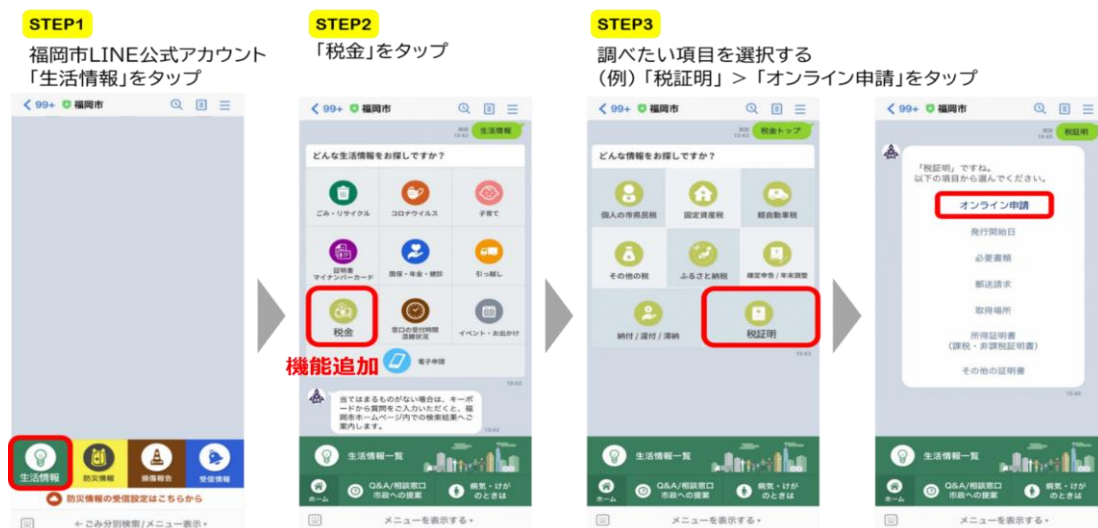 STEP1
福岡市LINE公式アカウント
「生活情報」をタップ
< 99+ 福岡市
生活情報
防災情報
損傷報告
受信情報
防災情報の受信設定はこちらから
←ごみ分別検索/メニュー表示▾
STEP2
「税金」をタップ
< 99+ 福岡市
既読
13:42
生活情報
どんな生活情報をお探しですか?
ごみ・リサイクル
コロナウイルス
子育て
証明書
マイナンバーカード
国保・年金・健診
引っ越し
税金
窓口の受付時間
混雑状況
イベント・お出かけ
機能追加
電子申請
13:42
当てはまるものがない場合は、キーボ
ードから質問をご入力いただくと、福
岡市ホームページ内での検索結果へご
案内します。
13:42
生活情報一覧
ホーム
Q&A/相談窓口
市政への提案
病気・けが
のときは
メニューを表示する▾
STEP3
調べたい項目を選択する
(例)「税証明」 > 「オンライン申請」をタップ
< 99+ 福岡市
既読
13:43
税金トップ
どんな情報をお探しですか?
個人の市県民税
固定資産税
軽自動車税
その他の税
ふるさと納税
確定申告/年末調整
納付/還付/滞納
税証明
13:43
生活情報一覧
ホーム
Q&A/相談窓口
市政への提案
病気・けが
のときは
メニューを表示する▾
< 99+ 福岡市
既読
税証明
「税証明」ですね。
以下の項目から選んでください。
オンライン申請
発行開始日
必要書類
郵送請求
取得場所
所得証明書
(課税・非課税証明書)
その他の証明書
生活情報一覧
ホーム
Q&A/相談窓口
市政への提案
病気・けが
のときは
メニューを表示する▾